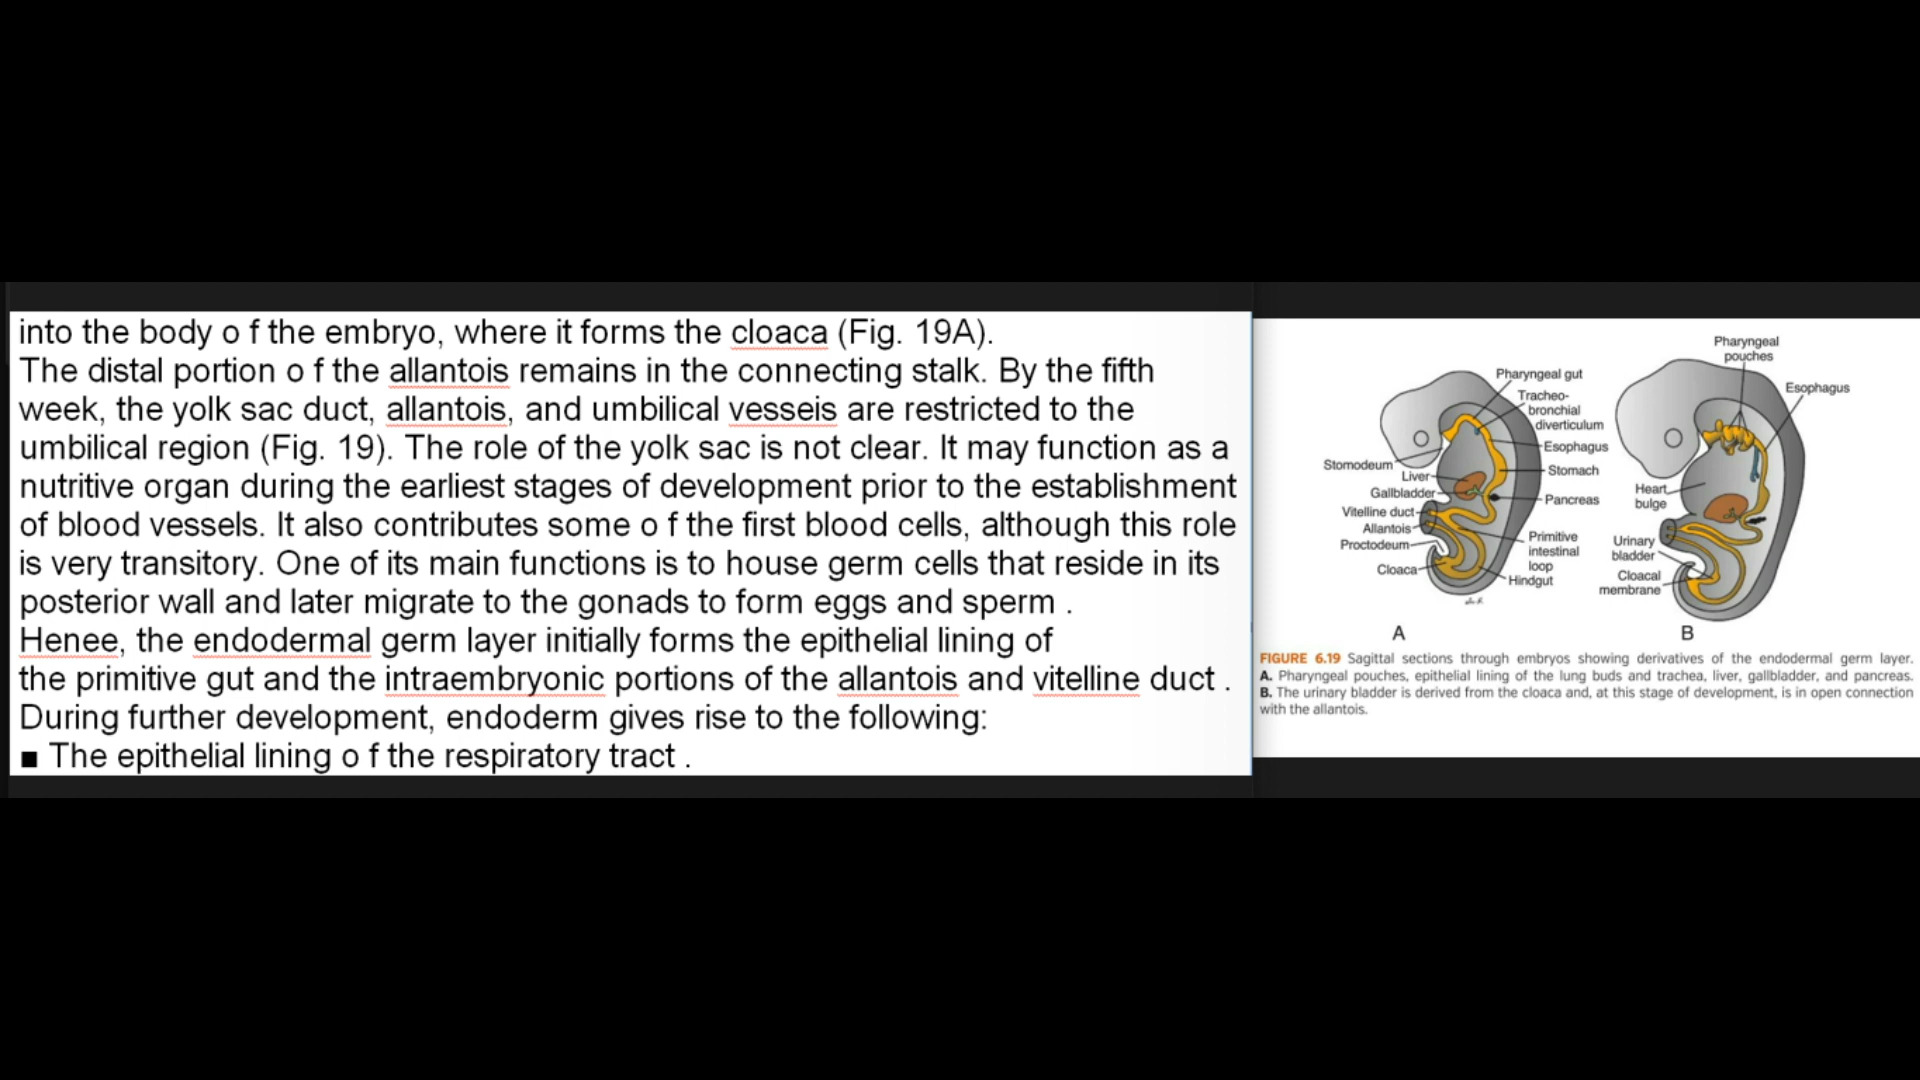 into the body o f the embryo, where it forms the cloaca (Fig. 19A).
The distal portion o f the allantois remains in the connecting stalk. By the fifth
week, the yolk sac duct, allantois, and umbilical vesseis are restricted to the
umbilical region (Fig. 19). The role of the yolk sac is not clear. It may function as a
nutritive organ during the earliest stages of development prior to the establishment
of blood vessels. It also contributes some o f the first blood cells, although this role
is very transitory. One of its main functions is to house germ cells that reside in its
posterior wall and later migrate to the gonads to form eggs and sperm .
Henee, the endodermal germ layer initially forms the epithelial lining of
the primitive gut and the intraembryonic portions of the allantois and vitelline duct .
During further development, endoderm gives rise to the following:
■ The epithelial lining o f the respiratory tract .
Pharyngeal gut
Tracheo-
bronchial
diverticulum
Esophagus
Stomach
Pancreas
Primitive
intestinal
loop
Hindgut
Stomodeum
Liver
Gallbladder
Vitelline duct
Allantois
Proctodeum
Cloaca
A
Pharyngeal
pouches
Esophagus
Heart
bulge
Urinary
bladder
Cloacal
membrane
B
FIGURE 6.19 Sagittal sections through embryos showing derivatives of the endodermal germ layer.
A. Pharyngeal pouches, epithelial lining of the lung buds and trachea, liver, gallbladder, and pancreas.
B. The urinary bladder is derived from the cloaca and, at this stage of development, is in open connection
with the allantois.